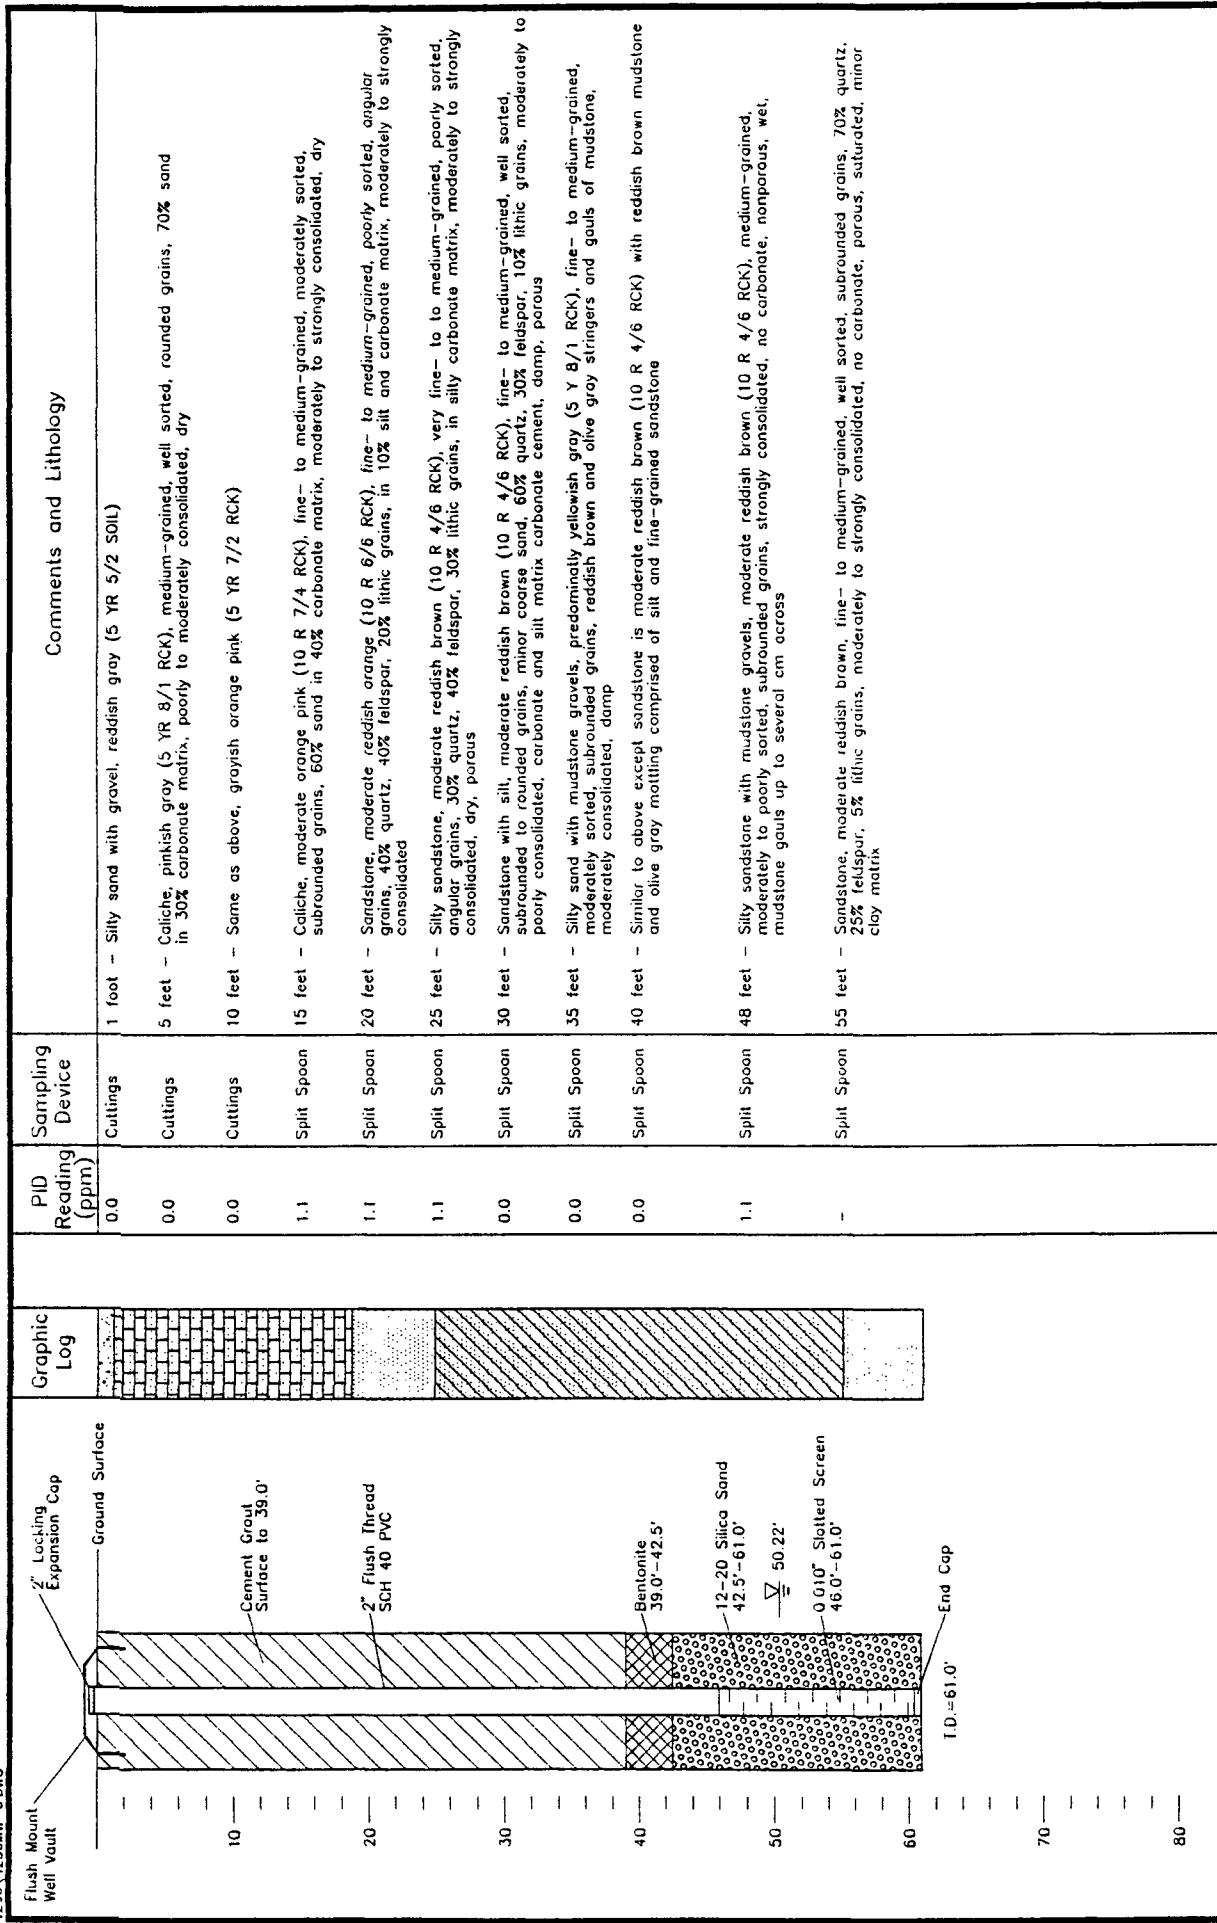 Flush Mount
Well Vault
2" Locking
Expansion Cap
Ground Surface
Cement Grout
Surface to 39.0'
2" Flush Thread
SCH 40 PVC
Bentonite
39.0'-42.5'
12-20 Silica Sand
42.5'-61.0'
50.22'
0.010" Slotted Screen
46.0'-61.0'
End Cap
T.D.=61.0'
10
20
30
40
50
60
70
80
Graphic
Log
PID
Reading
(ppm)
Sampling
Device
Comments and Lithology
0.0 Cuttings 1 foot - Silty sand with gravel, reddish gray (5 YR 5/2 SOIL)
0.0 Cuttings 5 feet - Caliche, pinkish gray (5 YR 8/1 RCK), medium-grained, well sorted, rounded grains, 70% sand
in 30% carbonate matrix, poorly to moderately consolidated, dry
0.0 Cuttings 10 feet - Same as above, grayish orange pink (5 YR 7/2 RCK)
1.1 Split Spoon 15 feet - Caliche, moderate orange pink (10 R 7/4 RCK), fine- to medium-grained, moderately sorted,
subrounded grains, 60% sand in 40% carbonate matrix, moderately to strongly consolidated, dry
1.1 Split Spoon 20 feet - Sandstone, moderate reddish orange (10 R 6/6 RCK), fine- to medium-grained, poorly sorted, angular
grains, 40% quartz, 40% feldspar, 20% lithic grains, in 10% silt and carbonate matrix, moderately to strongly
consolidated
1.1 Split Spoon 25 feet - Silty sandstone, moderate reddish brown (10 R 4/6 RCK), very fine- to to medium-grained, poorly sorted,
angular grains, 30% quartz, 40% feldspar, 30% lithic grains, in silty carbonate matrix, moderately to strongly
consolidated, dry, porous
0.0 Split Spoon 30 feet - Sandstone with silt, moderate reddish brown (10 R 4/6 RCK), fine- to medium-grained, well sorted,
subrounded to rounded grains, minor coarse sand, 60% quartz, 30% feldspar, 10% lithic grains, moderately to
poorly consolidated, carbonate and silt matrix carbonate cement, damp, porous
0.0 Split Spoon 35 feet - Silty sand with mudstone gravels, predominatly yellowish gray (5 Y 8/1 RCK), fine- to medium-grained,
moderately sorted, subrounded grains, reddish brown and olive gray stringers and gauls of mudstone,
moderately consolidated, damp
0.0 Split Spoon 40 feet - Similar to above except sandstone is moderate reddish brown (10 R 4/6 RCK) with reddish brown mudstone
and olive gray mottling comprised of silt and fine-grained sandstone
1.1 Split Spoon 48 feet - Silty sandstone with mudstone gravels, moderate reddish brown (10 R 4/6 RCK), medium-grained,
moderately to poorly sorted, subrounded grains, strongly consolidated, no carbonate, nonporous, wet,
mudstone gauls up to several cm across
- Split Spoon 55 feet - Sandstone, moderate reddish brown, fine- to medium-grained, well sorted, subrounded grains, 70% quartz,
25% feldspar, 5% lithic grains, moderately to strongly consolidated, no carbonate, porous, saturated, minor
clay matrix